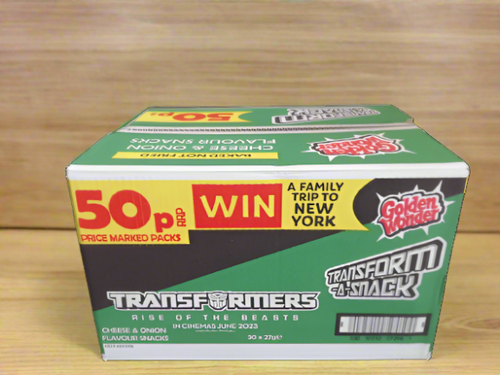 50p
TRANSFORM
-A-SNACK
Golden
Wonder
CHEESE & ONION
FLAVOUR SNACKS
BAKED NOT FRIED
50p RRP
PRICE MARKED PACKS
WIN
A FAMILY
TRIP TO
NEW
YORK
Golden
Wonder
TRANSFORM
-A-SNACK
TRANSFORMERS
RISE OF THE BEASTS
IN CINEMAS JUNE 2023
CHEESE & ONION
FLAVOUR SNACKS
30 x 27g℮